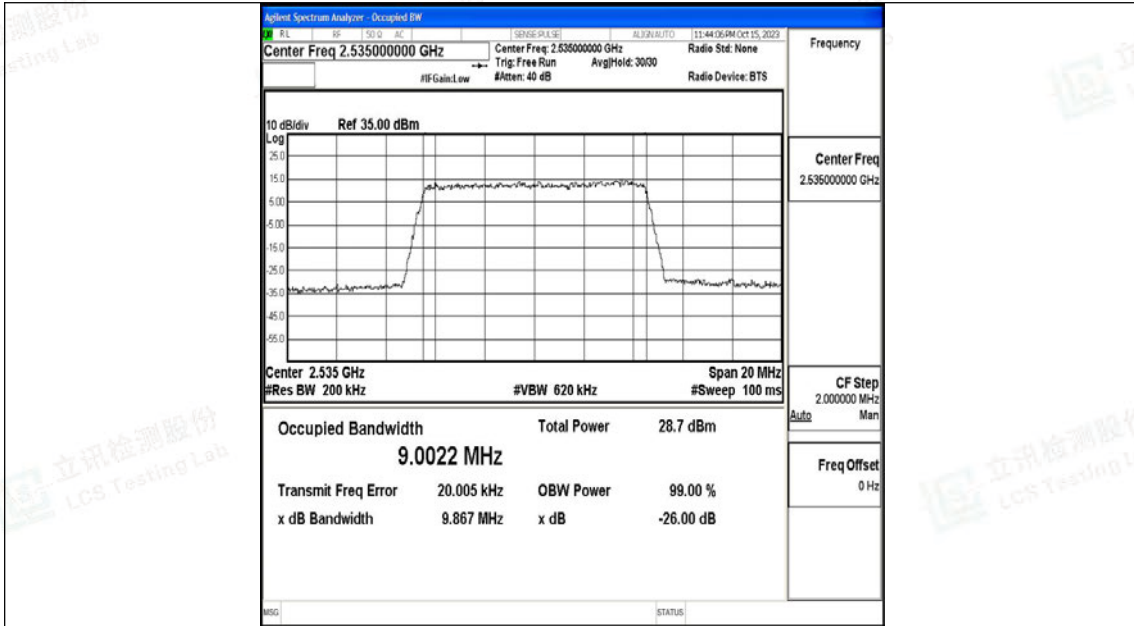 Agilent Spectrum Analyzer - Occupied BW
RL RF 50 Ω AC SENSE:PULSE ALIGNAUTO 11:44:06 PM Oct 15, 2023
Center Freq 2.535000000 GHz
Center Freq: 2.535000000 GHz
Radio Std: None
Trig: Free Run Avg|Hold: 30/30
#IFGain:Low
#Atten: 40 dB
Radio Device: BTS
10 dB/div Ref 35.00 dBm
Log
25.0
15.0
5.00
-5.00
-15.0
-25.0
-35.0
-45.0
-55.0
Center 2.535 GHz Span 20 MHz
#Res BW 200 kHz #VBW 620 kHz #Sweep 100 ms
Occupied Bandwidth Total Power 28.7 dBm
9.0022 MHz
Transmit Freq Error 20.005 kHz OBW Power 99.00 %
x dB Bandwidth 9.867 MHz x dB -26.00 dB
MSG STATUS
Frequency
Center Freq
2.535000000 GHz
CF Step
2.000000 MHz
Auto Man
Freq Offset
0 Hz
立讯检测股份
LCS Testing Lab
立讯检测股份
LCS Testing L
测股份
sting Lab
立